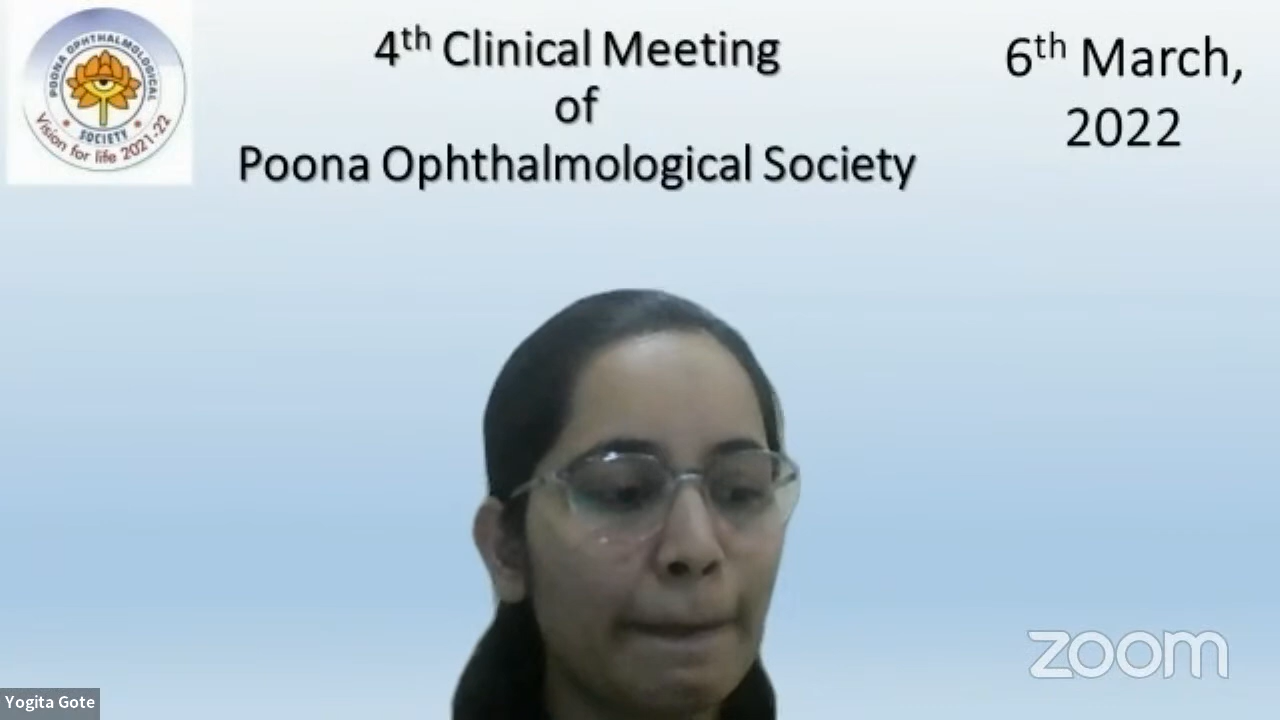 POONA OPHTHALMOLOGICAL
SOCIETY
Vision for life 2021-22
4th Clinical Meeting
of
Poona Ophthalmological Society
6th March,
2022
zoom
Yogita Gote